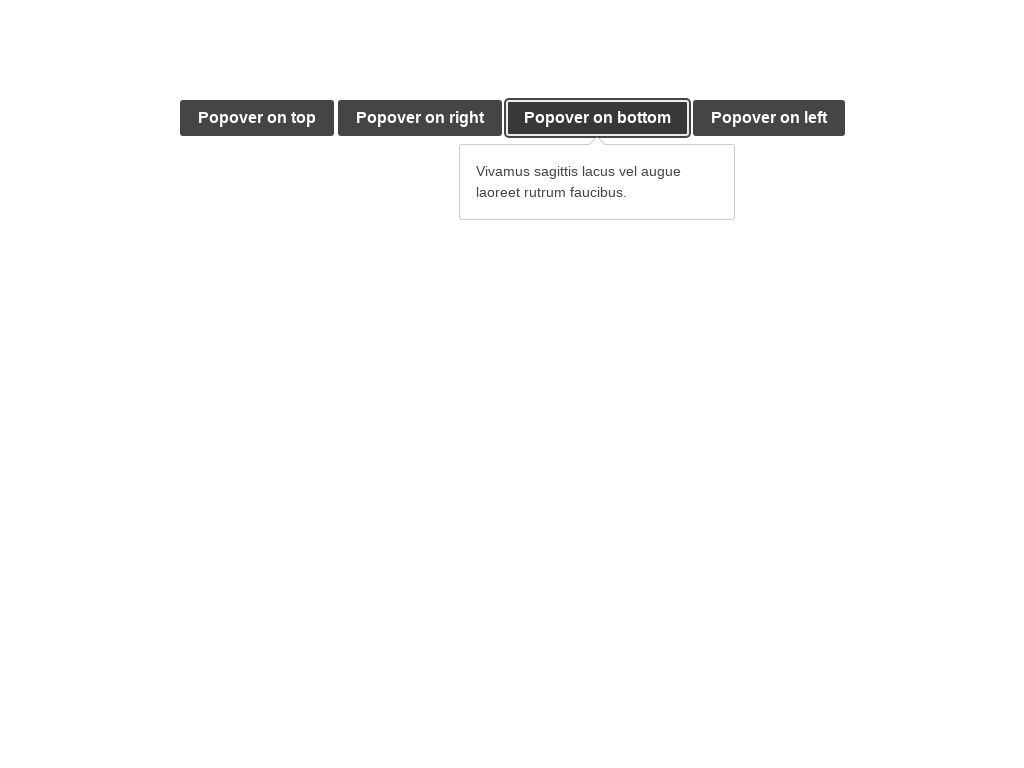 Popover on top Popover on right Popover on bottom Popover on left
Vivamus sagittis lacus vel augue
laoreet rutrum faucibus.